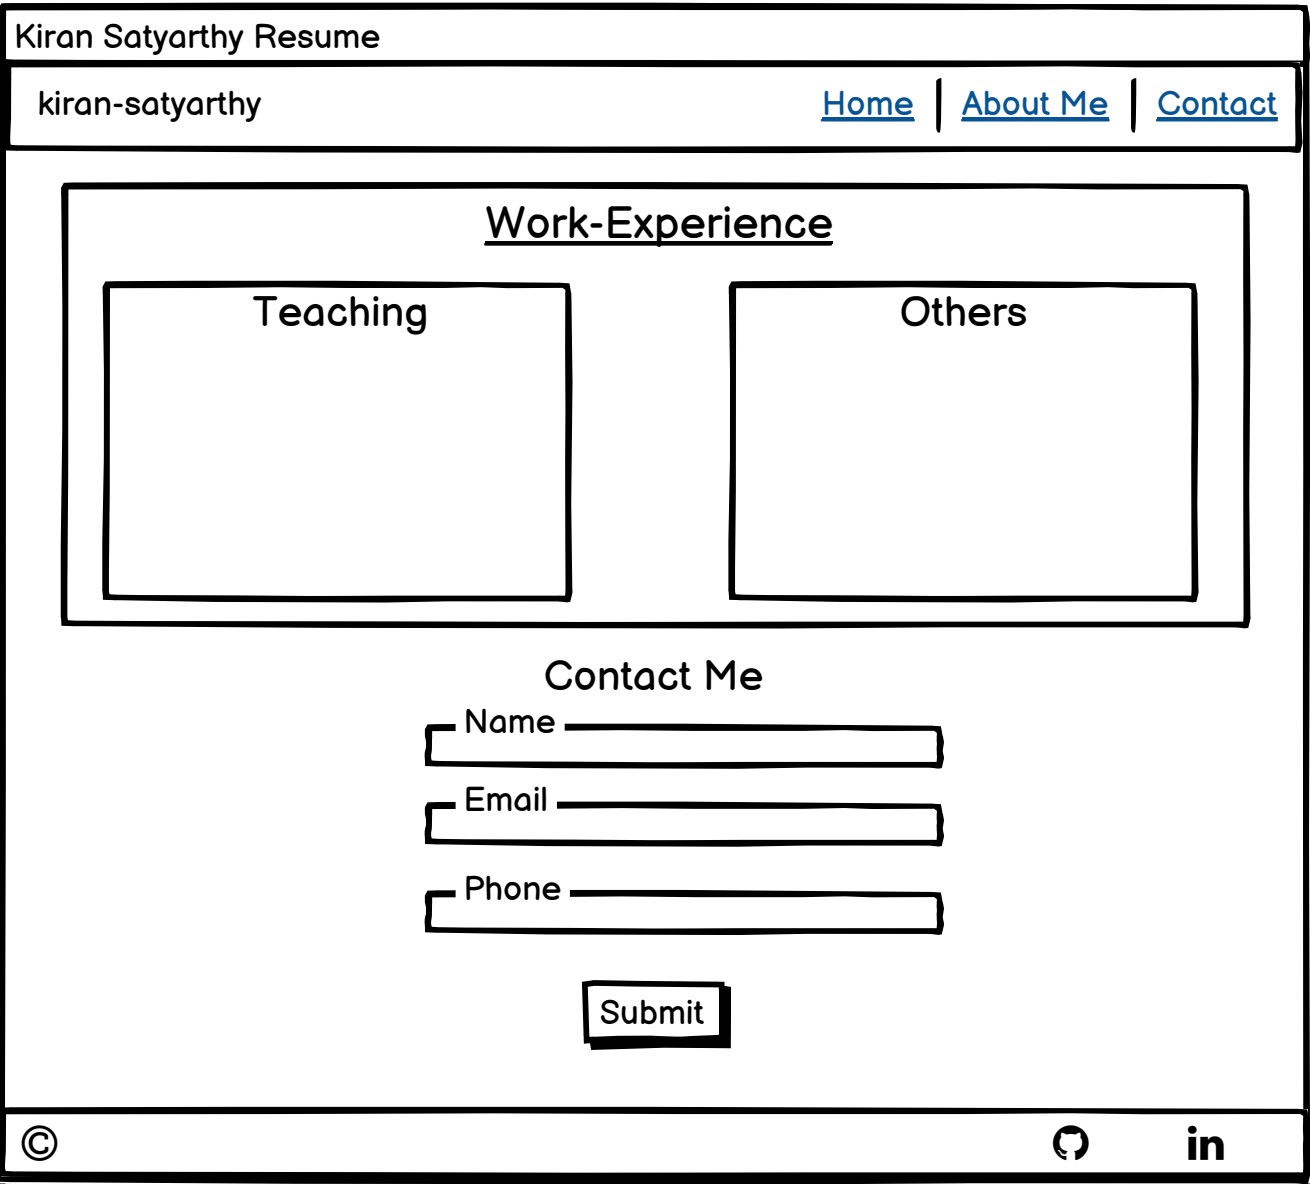 Kiran Satyarthy Resume
kiran-satyarthy
Home | About Me | Contact
Work-Experience
Teaching
Others
Contact Me
Name
Email
Phone
Submit
©
in